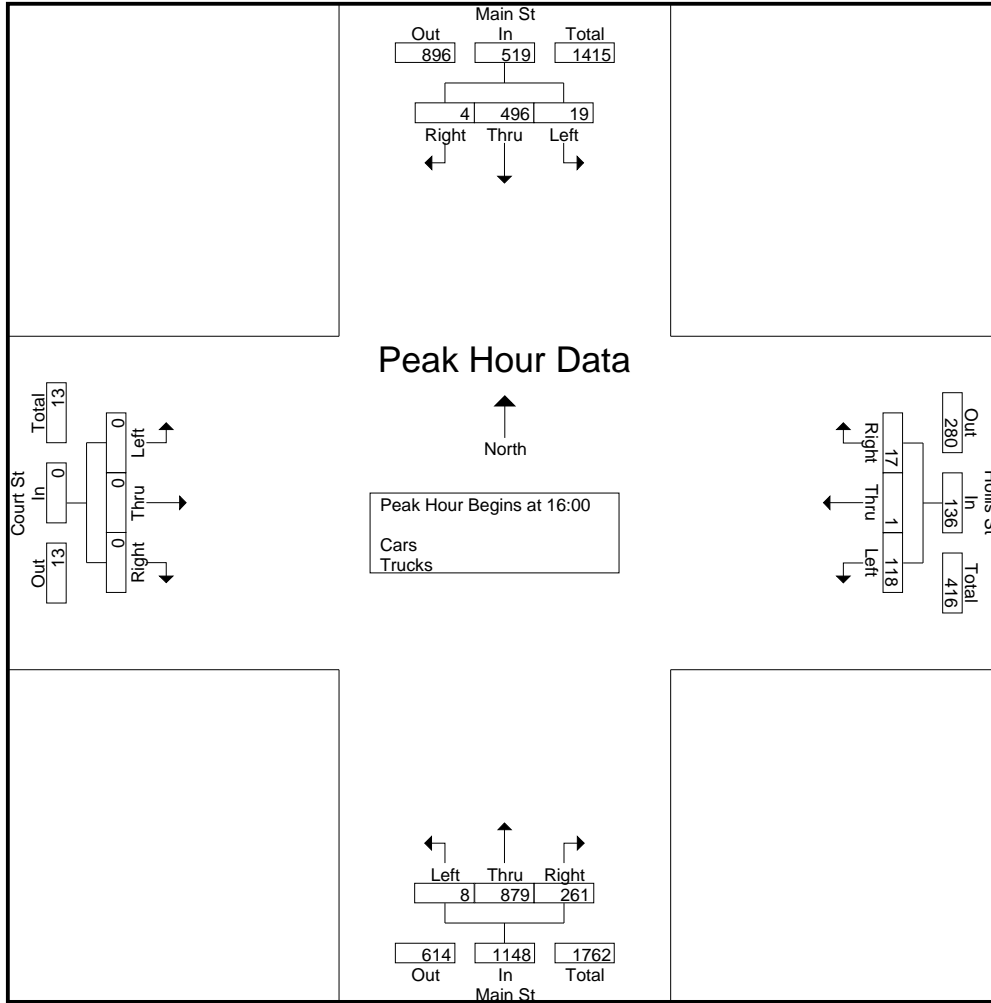 Main St
Out In Total
896 519 1415
4 496 19
Right Thru Left
Peak Hour Data
North
Peak Hour Begins at 16:00
Cars
Trucks
Court St
Total In Out
13 0 13
0 0 0
Left Thru Right
Right Thru Left
17 1 118
Out In Total
280 136 416
Hollis St
Left Thru Right
8 879 261
614 1148 1762
Out In Total
Main St